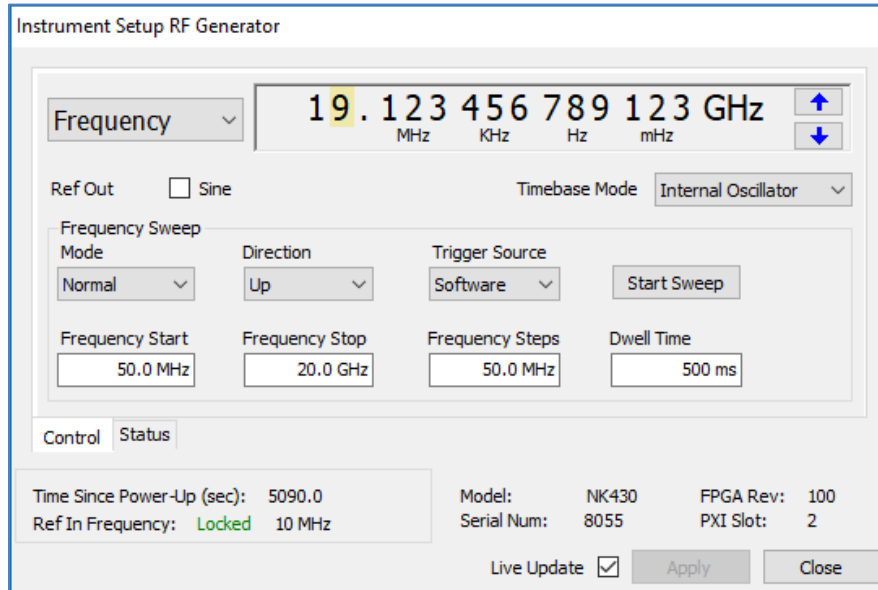 Instrument Setup RF Generator
Frequency 19.123 456 789 123 GHz
MHz KHz Hz mHz
Ref Out Sine Timebase Mode Internal Oscillator
Frequency Sweep
Mode Direction Trigger Source
Normal Up Software Start Sweep
Frequency Start Frequency Stop Frequency Steps Dwell Time
50.0 MHz 20.0 GHz 50.0 MHz 500 ms
Control Status
Time Since Power-Up (sec): 5090.0 Model: NK430 FPGA Rev: 100
Ref In Frequency: Locked 10 MHz Serial Num: 8055 PXI Slot: 2
Live Update Apply Close